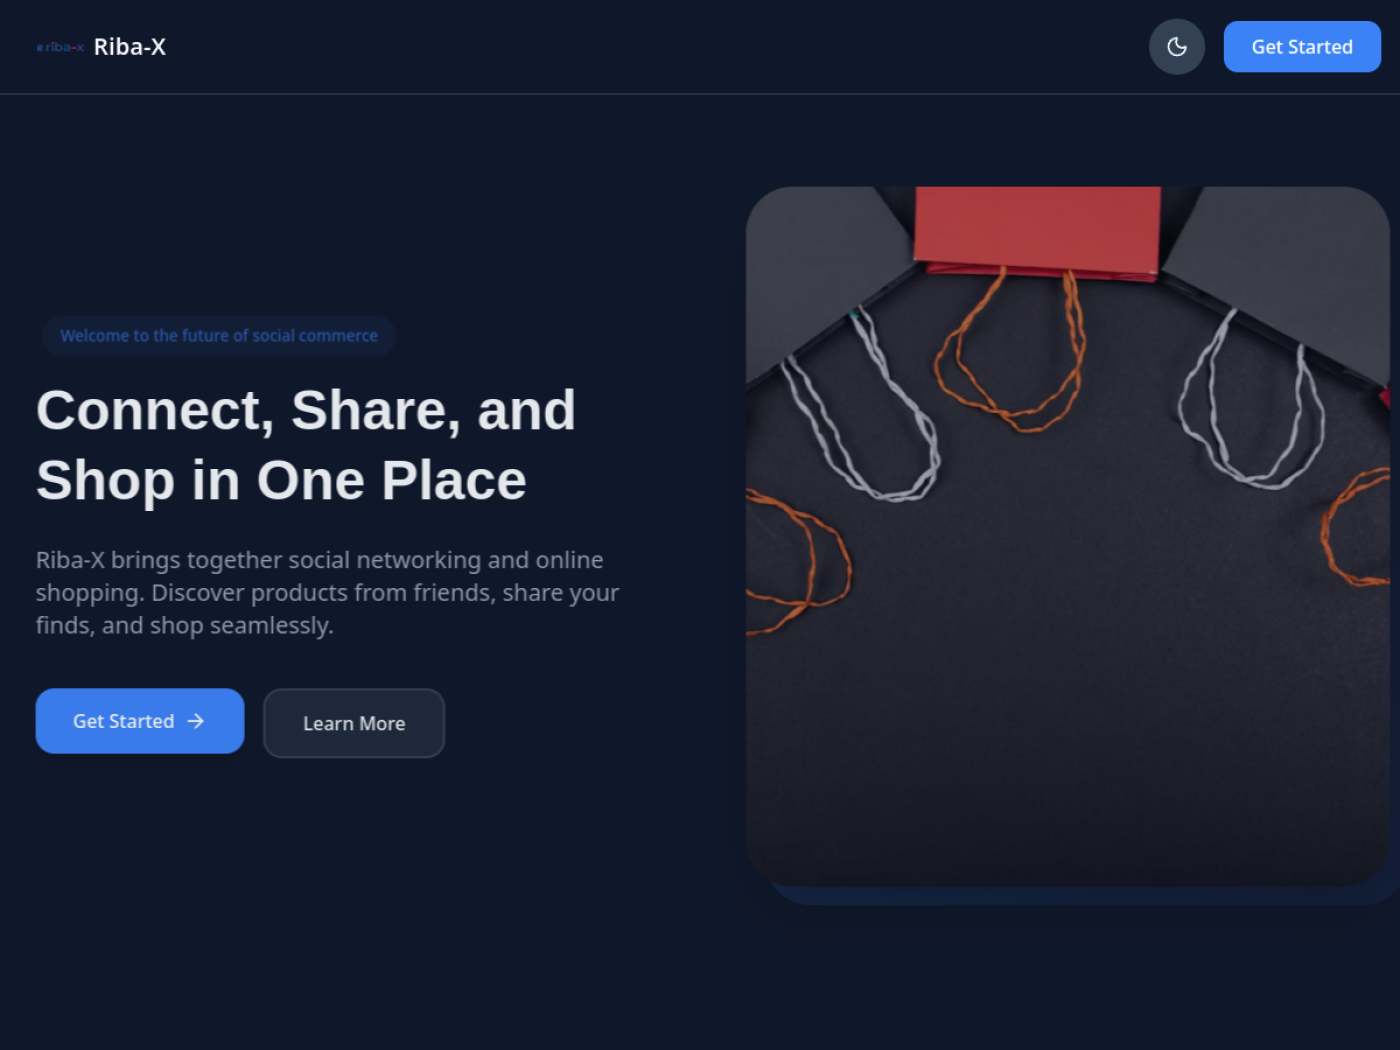 riba-x Riba-X
Get Started
Welcome to the future of social commerce
Connect, Share, and
Shop in One Place
Riba-X brings together social networking and online
shopping. Discover products from friends, share your
finds, and shop seamlessly.
Get Started
Learn More